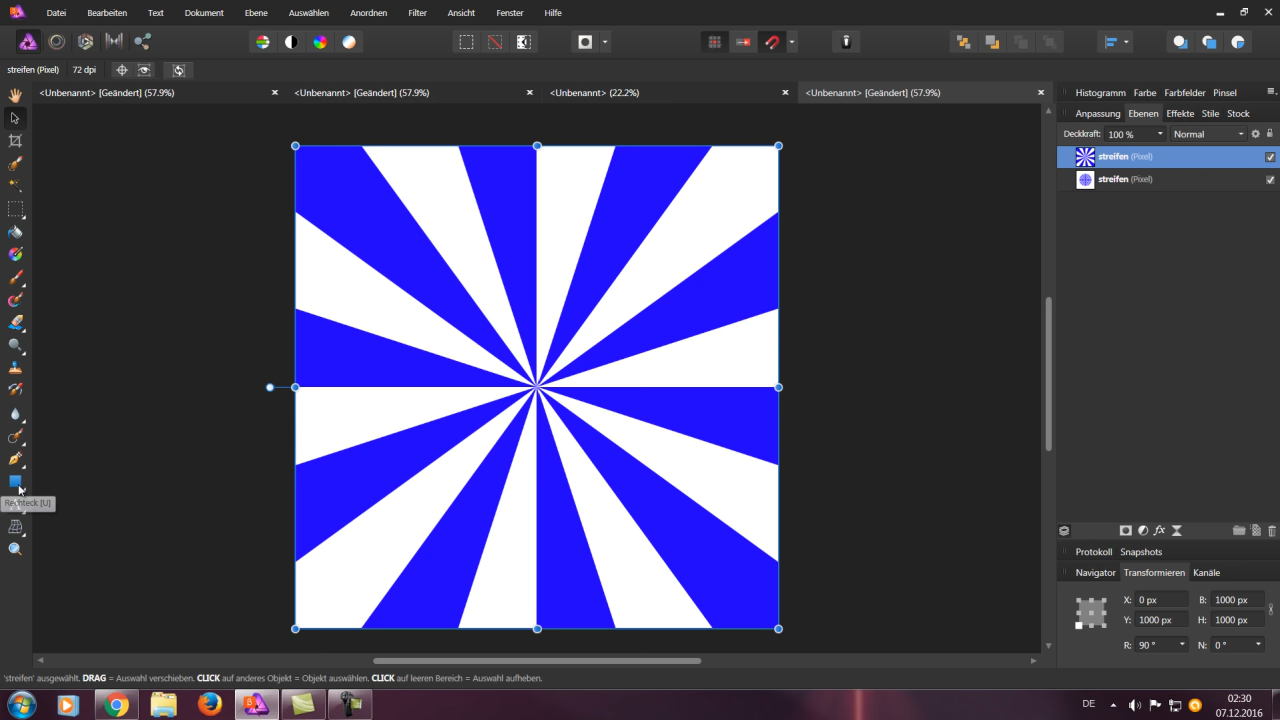 Datei Bearbeiten Text Dokument Ebene Auswählen Anordnen Filter Ansicht Fenster Hilfe
streifen (Pixel) 72 dpi
<Unbenannt> [Geändert] (57.9%) <Unbenannt> [Geändert] (57.9%) <Unbenannt> (22.2%) <Unbenannt> [Geändert] (57.9%)
Histogramm Farbe Farbfelder Pinsel
Anpassung Ebenen Effekte Stile Stock
Deckkraft: 100 % Normal
streifen (Pixel)
streifen (Pixel)
Rechteck [U]
Protokoll Snapshots
Navigator Transformieren Kanäle
X: 0 px B: 1000 px
Y: 1000 px H: 1000 px
R: 90 ° N: 0 °
'streifen' ausgewählt. DRAG = Auswahl verschieben. CLICK auf anderes Objekt = Objekt auswählen. CLICK auf leeren Bereich = Auswahl aufheben.
DE 02:30
07.12.2016